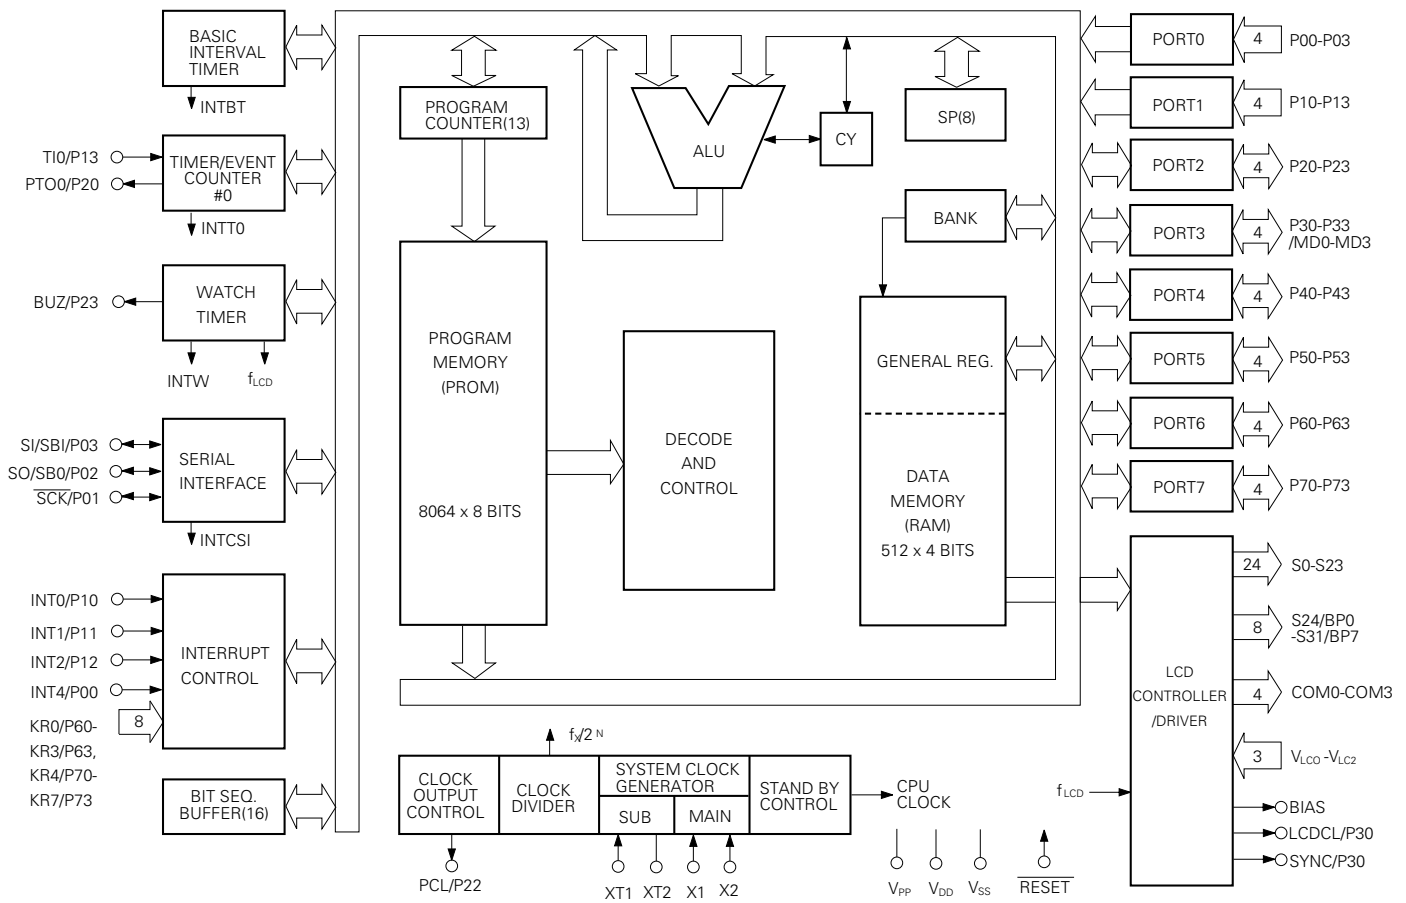 BASIC
INTERVAL
TIMER
INTBT
TI0/P13
PTO0/P20
TIMER/EVENT
COUNTER
#0
INTT0
BUZ/P23
WATCH
TIMER
INTW
fLCD
SI/SBI/P03
SO/SB0/P02
SCK/P01
SERIAL
INTERFACE
INTCSI
INT0/P10
INT1/P11
INT2/P12
INT4/P00
KR0/P60-
KR3/P63,
KR4/P70-
KR7/P73
8
INTERRUPT
CONTROL
BIT SEQ.
BUFFER(16)
PROGRAM
COUNTER(13)
ALU
CY
SP(8)
BANK
PROGRAM
MEMORY
(PROM)
8064 x 8 BITS
DECODE
AND
CONTROL
GENERAL REG.
DATA
MEMORY
(RAM)
512 x 4 BITS
fX/2 N
CLOCK
OUTPUT
CONTROL
CLOCK
DIVIDER
SYSTEM CLOCK
GENERATOR
SUB
MAIN
STAND BY
CONTROL
CPU
CLOCK
PCL/P22
XT1
XT2
X1
X2
VPP
VDD
VSS
RESET
PORT0
4
P00-P03
PORT1
4
P10-P13
PORT2
4
P20-P23
PORT3
4
P30-P33
/MD0-MD3
PORT4
4
P40-P43
PORT5
4
P50-P53
PORT6
4
P60-P63
PORT7
4
P70-P73
LCD
CONTROLLER
/DRIVER
fLCD
24
S0-S23
8
S24/BP0
-S31/BP7
4
COM0-COM3
3
VLC0 -VLC2
BIAS
LCDCL/P30
SYNC/P30